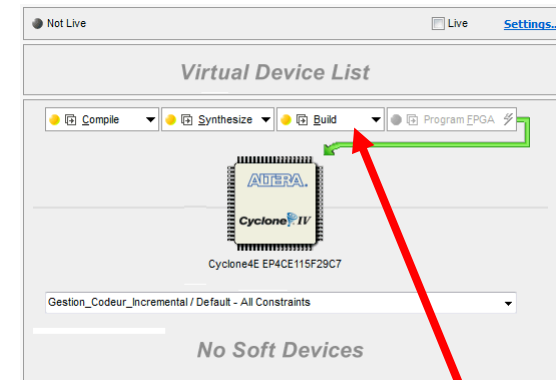 Not Live Live Settings..
Virtual Device List
Compile Synthesize Build Program FPGA
ALTERA.
Cyclone IV
Cyclone4E EP4CE115F29C7
Gestion_Codeur_Incremental / Default - All Constraints
No Soft Devices